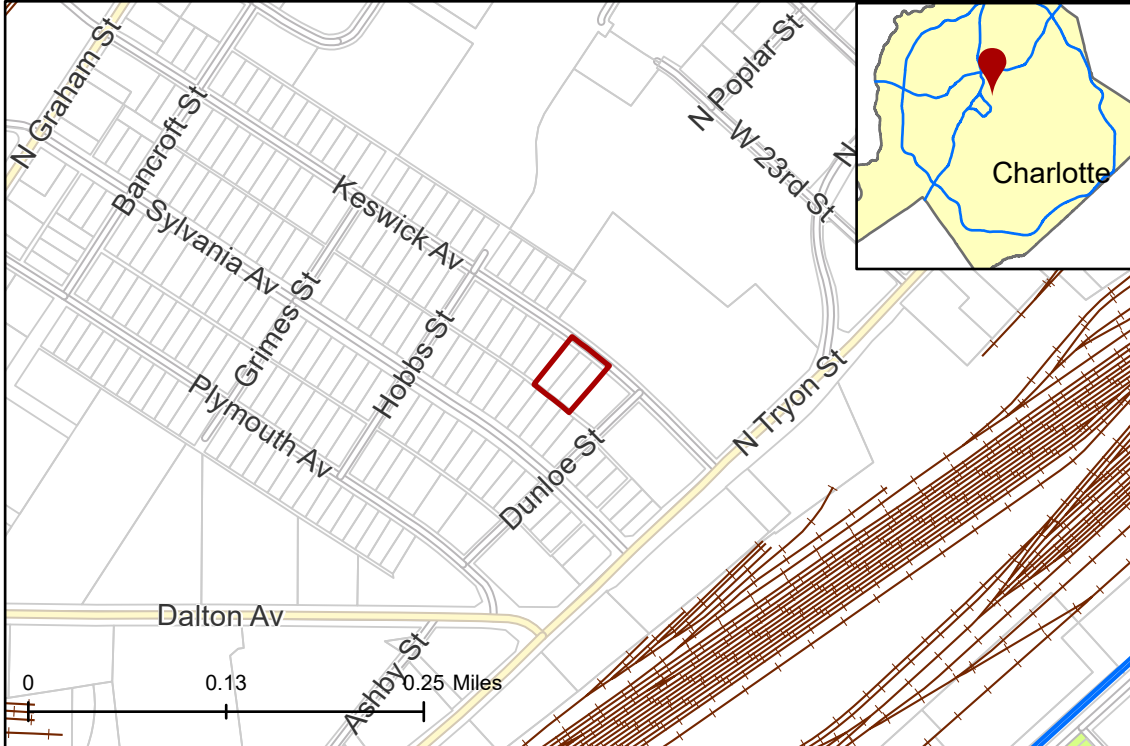 N Graham St
Bancroft St
Keswick Av
Sylvania Av
Grimes St
Hobbs St
Plymouth Av
Dunloe St
N Poplar St
W 23rd St
N
N Tryon St
Dalton Av
Ashby St
Charlotte
0 0.13 0.25 Miles